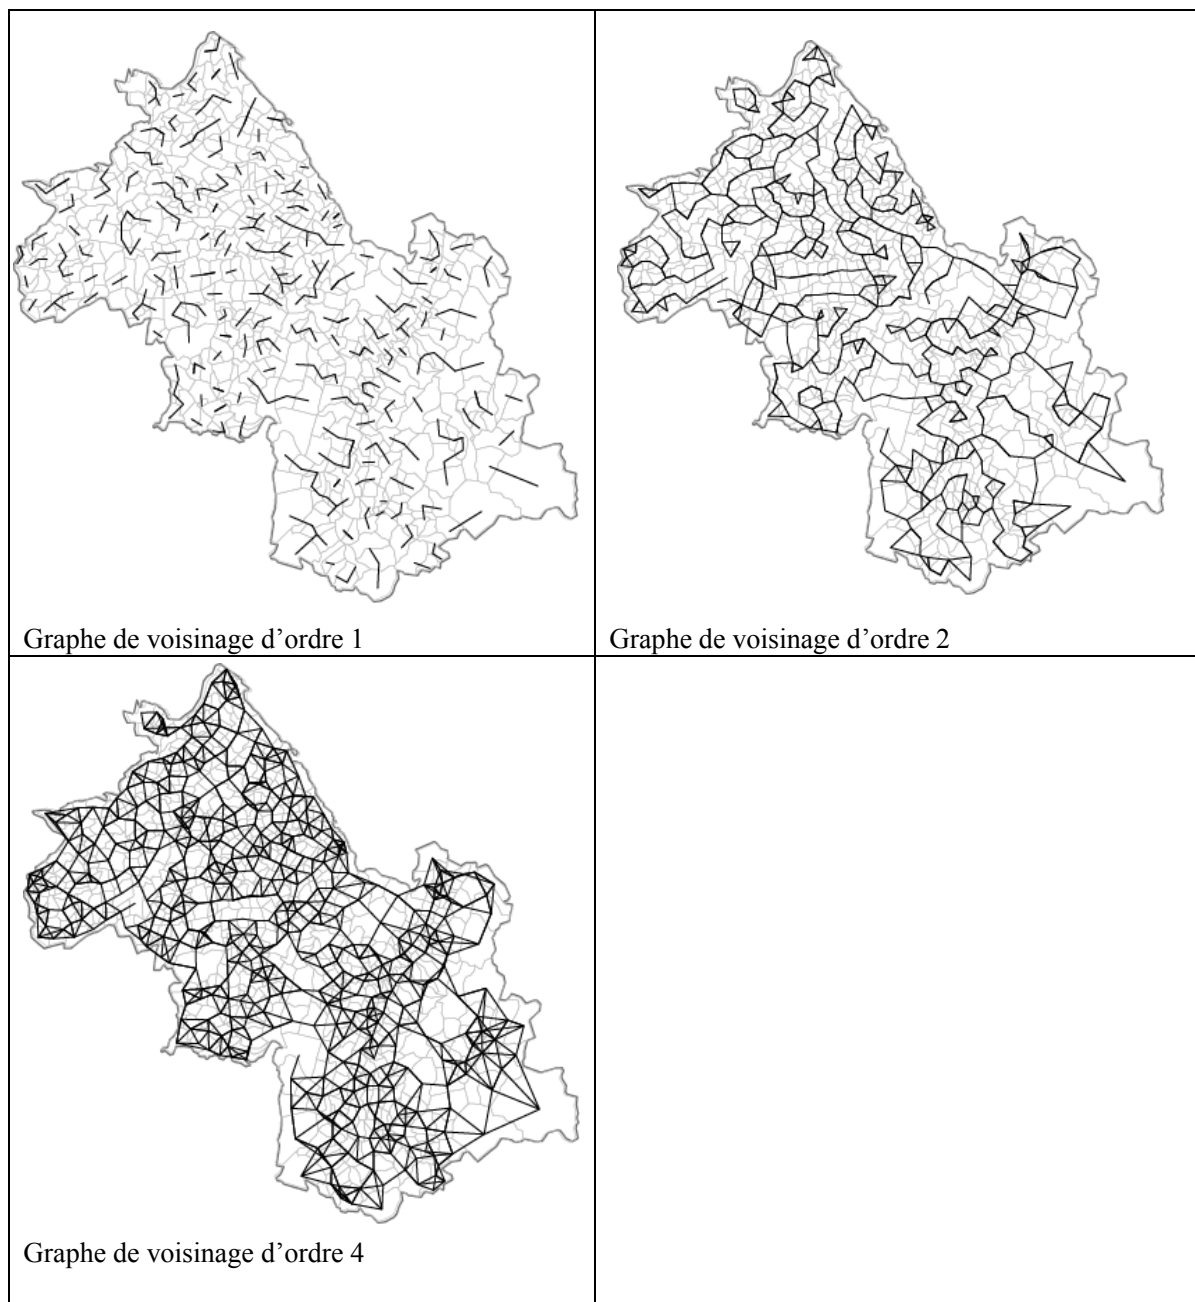 Graphe de voisinage d’ordre 1
Graphe de voisinage d’ordre 2
Graphe de voisinage d’ordre 4